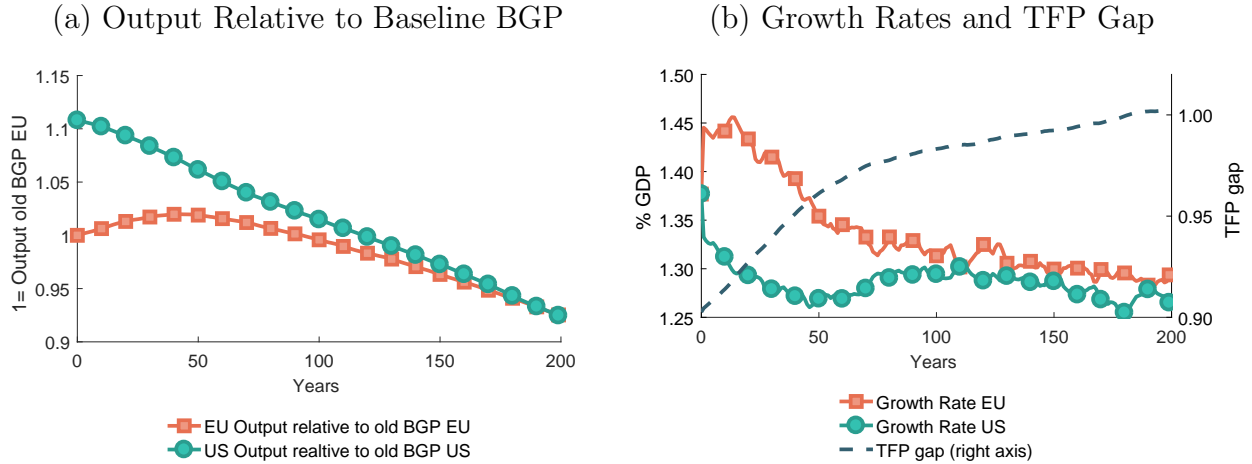 (a) Output Relative to Baseline BGP
1.15
1.1
1.05
1
0.95
0.9
1= Output old BGP EU
0
50
100
150
200
Years
EU Output relative to old BGP EU
US Output realtive to old BGP US
(b) Growth Rates and TFP Gap
1.50
1.45
1.40
1.35
1.30
1.25
% GDP
1.00
0.95
0.90
TFP gap
0
50
100
150
200
Years
Growth Rate EU
Growth Rate US
TFP gap (right axis)